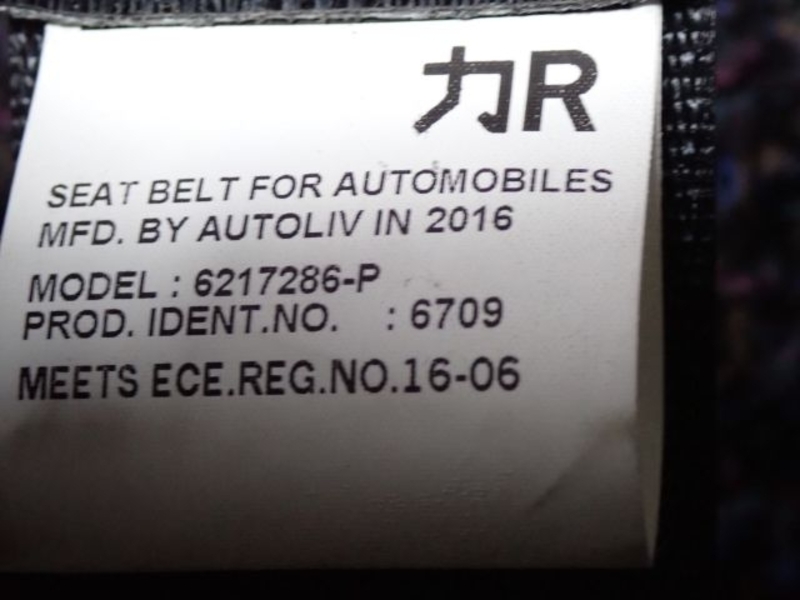 力R
SEAT BELT FOR AUTOMOBILES
MFD. BY AUTOLIV IN 2016
MODEL : 6217286-P
PROD. IDENT.NO. : 6709
MEETS ECE.REG.NO.16-06